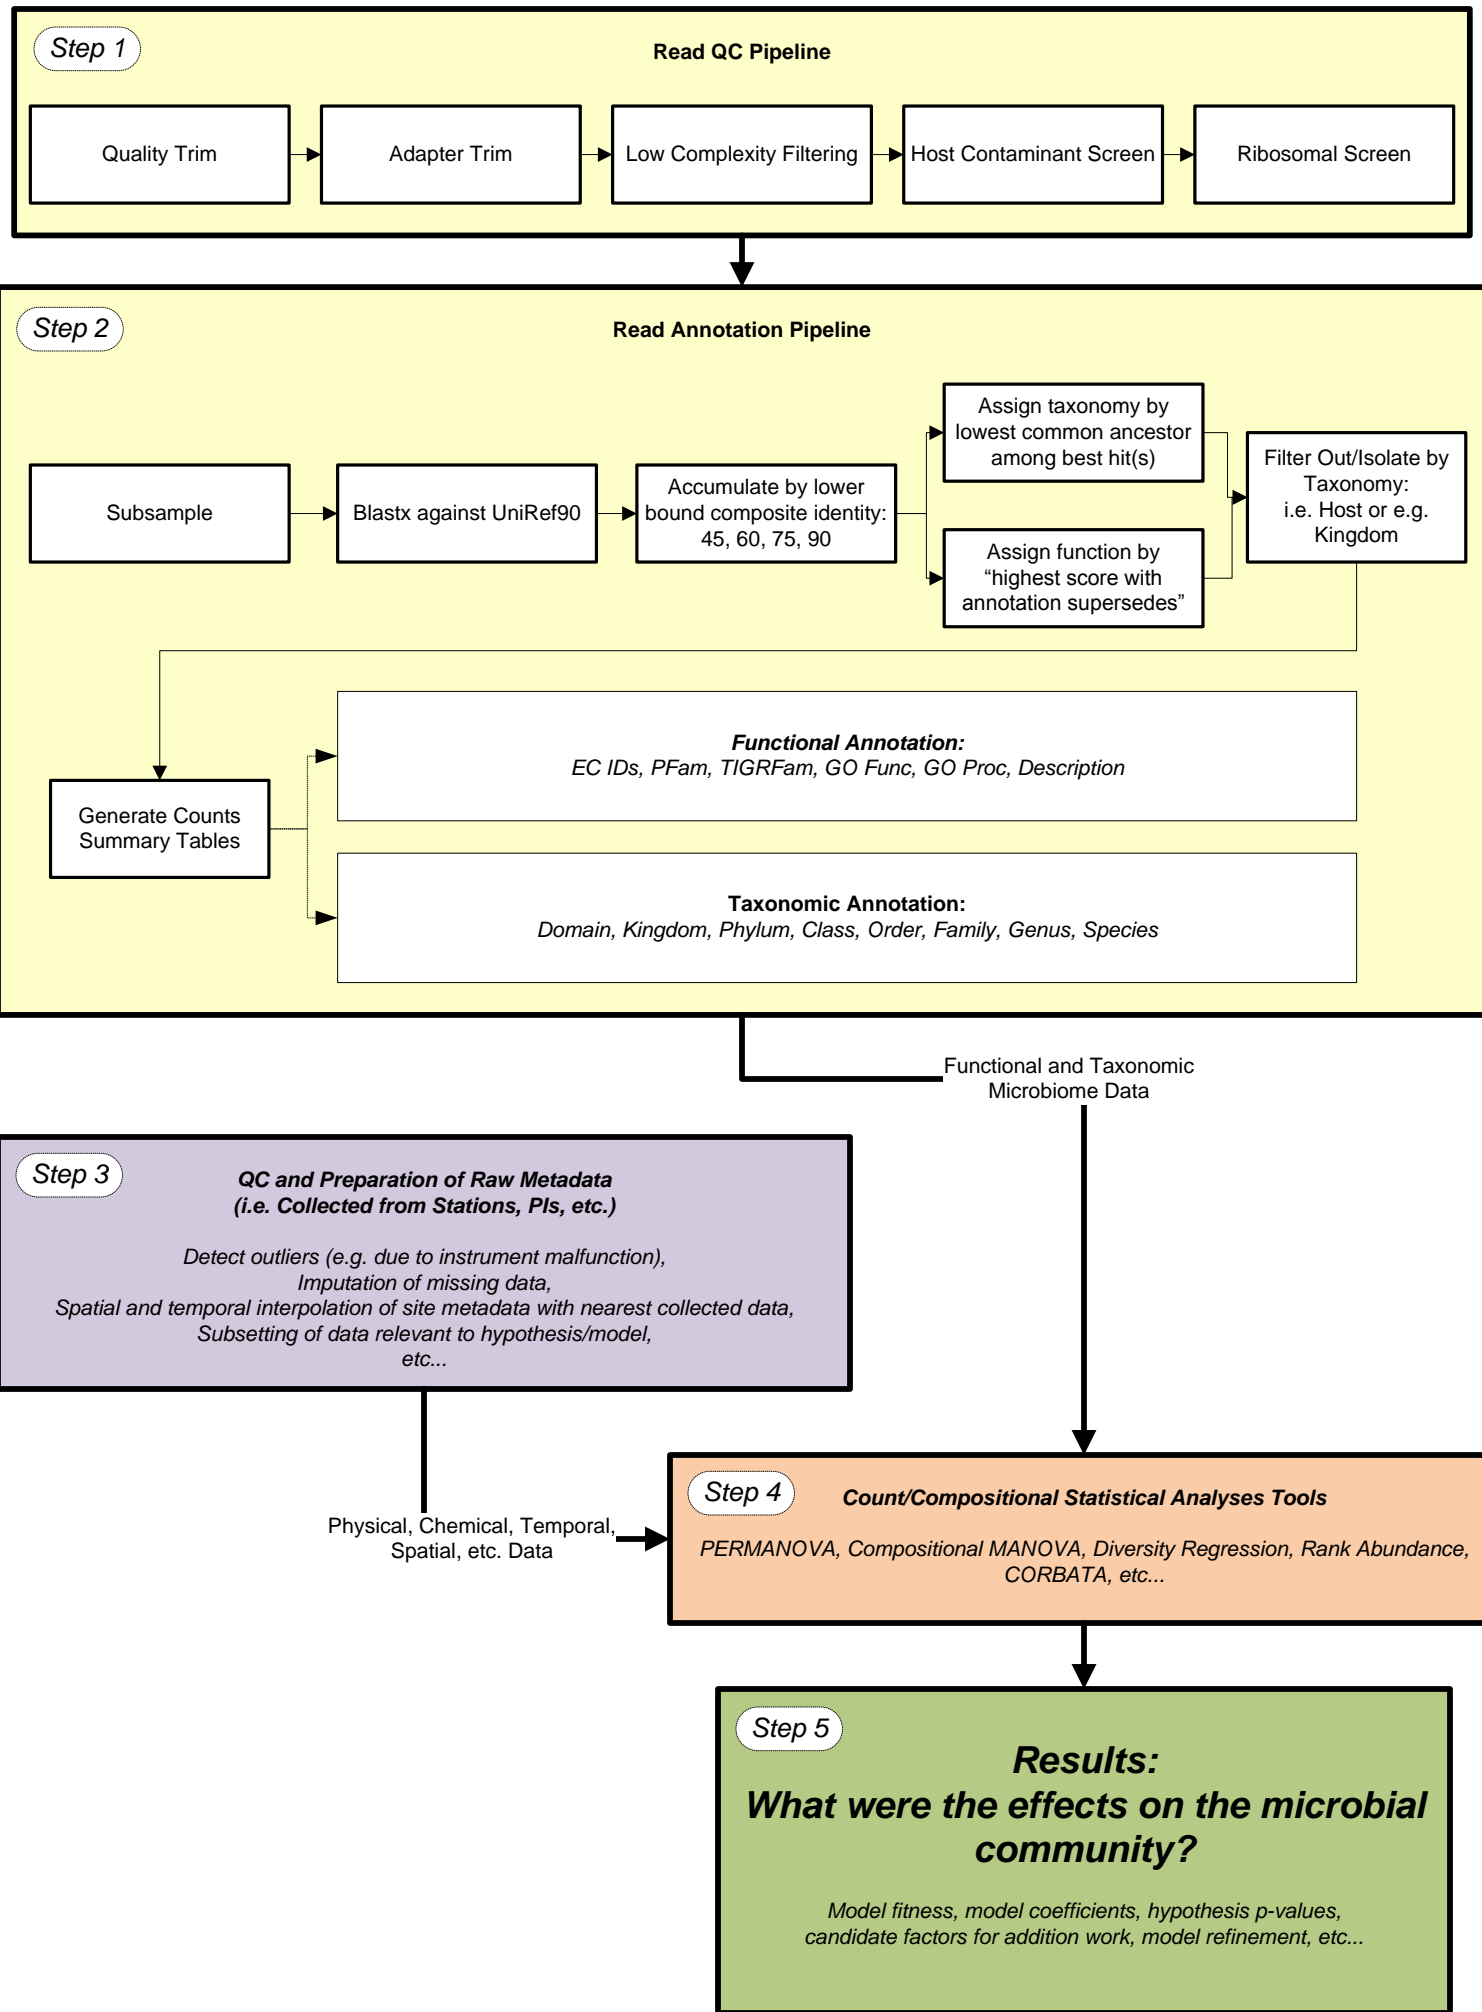 Step 1
Read QC Pipeline
Quality Trim
Adapter Trim
Low Complexity Filtering
Host Contaminant Screen
Ribosomal Screen
Step 2
Read Annotation Pipeline
Subsample
Blastx against UniRef90
Accumulate by lower
bound composite identity:
45, 60, 75, 90
Assign taxonomy by
lowest common ancestor
among best hit(s)
Assign function by
“highest score with
annotation supersedes”
Filter Out/Isolate by
Taxonomy:
i.e. Host or e.g.
Kingdom
Generate Counts
Summary Tables
Functional Annotation:
EC IDs, PFam, TIGRFam, GO Func, GO Proc, Description
Taxonomic Annotation:
Domain, Kingdom, Phylum, Class, Order, Family, Genus, Species
Functional and Taxonomic
Microbiome Data
Step 3
QC and Preparation of Raw Metadata
(i.e. Collected from Stations, PIs, etc.)
Detect outliers (e.g. due to instrument malfunction),
Imputation of missing data,
Spatial and temporal interpolation of site metadata with nearest collected data,
Subsetting of data relevant to hypothesis/model,
etc...
Physical, Chemical, Temporal,
Spatial, etc. Data
Step 4
Count/Compositional Statistical Analyses Tools
PERMANOVA, Compositional MANOVA, Diversity Regression, Rank Abundance,
CORBATA, etc...
Step 5
Results:
What were the effects on the microbial
community?
Model fitness, model coefficients, hypothesis p-values,
candidate factors for addition work, model refinement, etc...